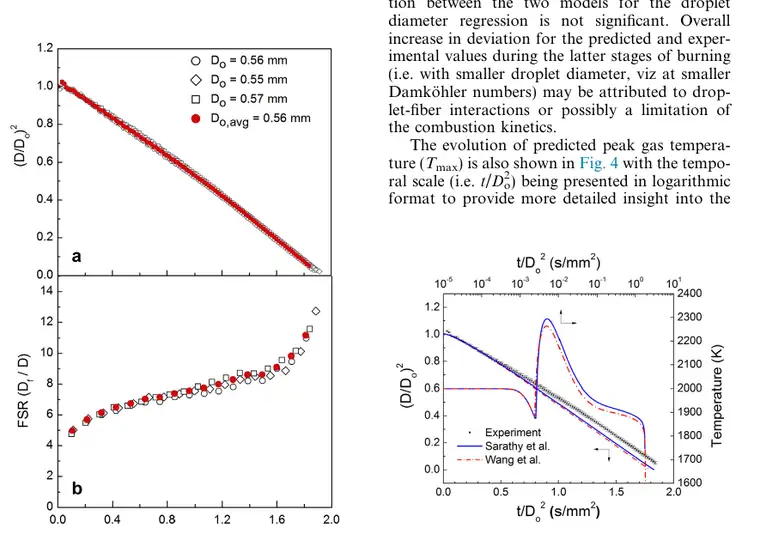 1.2
1.0
0.8
0.6
0.4
0.2
0.0
(D/Do)²
Do = 0.56 mm
Do = 0.55 mm
Do = 0.57 mm
Do,avg = 0.56 mm
a
14
12
10
8
6
4
2
0
FSR (Df / D)
b
0.0 0.4 0.8 1.2 1.6 2.0
tion between the two models for the droplet
diameter regression is not significant. Overall
increase in deviation for the predicted and exper-
imental values during the latter stages of burning
(i.e. with smaller droplet diameter, viz at smaller
Damköhler numbers) may be attributed to drop-
let-fiber interactions or possibly a limitation of
the combustion kinetics.
The evolution of predicted peak gas tempera-
ture (Tmax) is also shown in Fig. 4 with the tempo-
ral scale (i.e. t/Do²) being presented in logarithmic
format to provide more detailed insight into the
t/Do² (s/mm²)
10⁻⁵ 10⁻⁴ 10⁻³ 10⁻² 10⁻¹ 10⁰ 10¹
1.2
1.0
0.8
0.6
0.4
0.2
0.0
(D/Do)²
2400
2300
2200
2100
2000
1900
1800
1700
1600
Temperature (K)
Experiment
Sarathy et al.
Wang et al.
0.0 0.5 1.0 1.5 2.0
t/Do² (s/mm²)